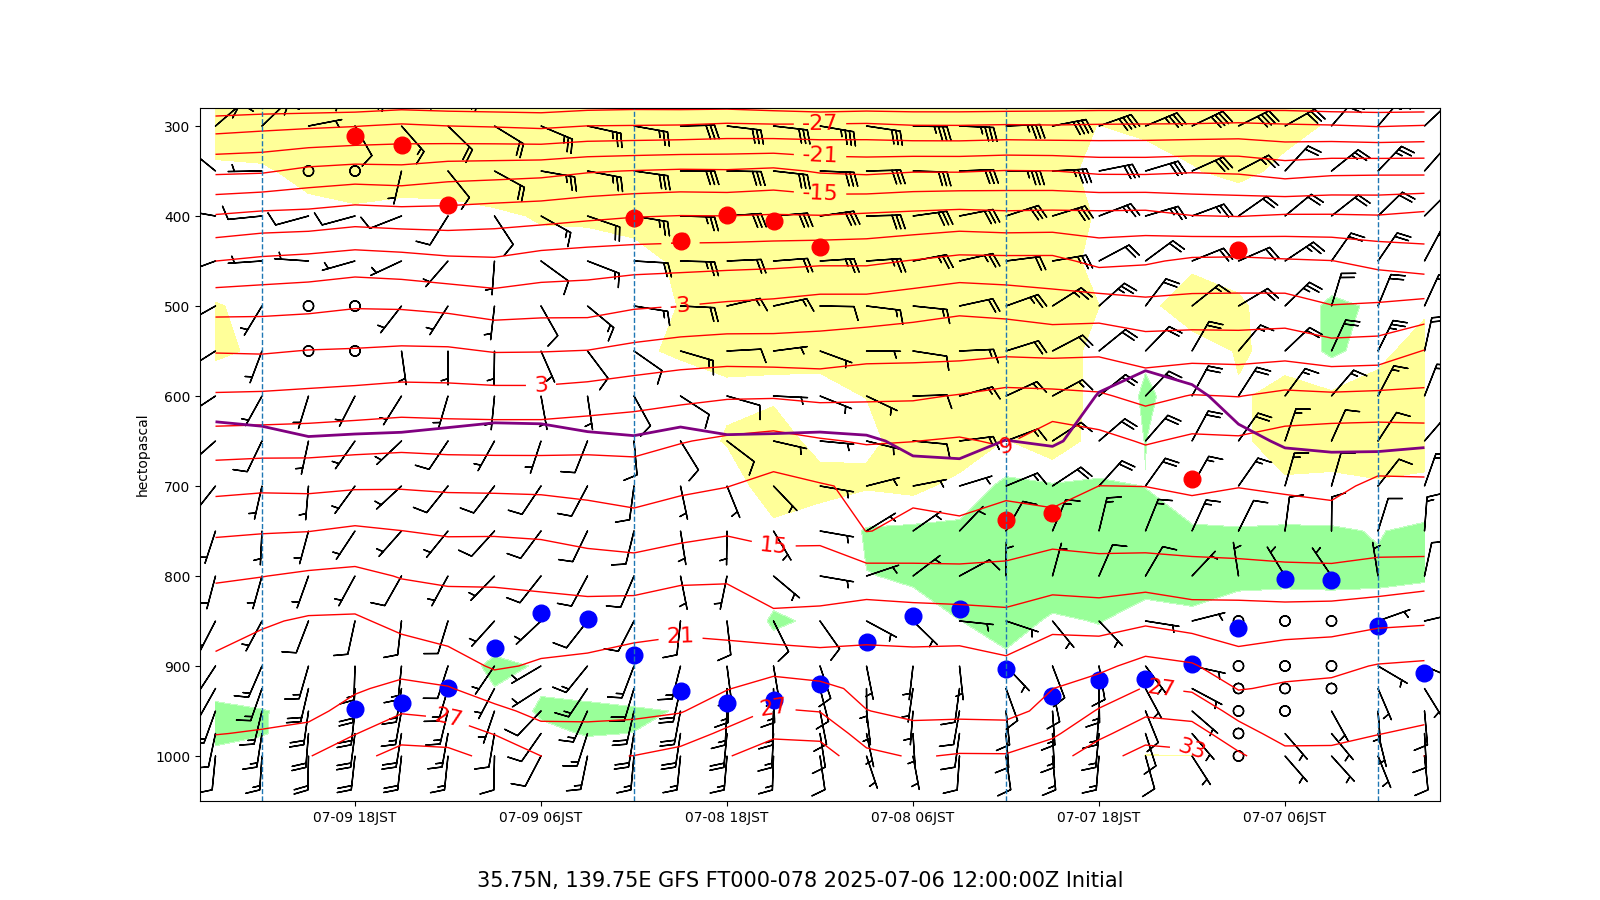 300
400
500
600
700
800
900
1000
hectopascal
-27
-21
-15
-3
3
9
15
21
27
27
27
33
07-09 18JST
07-09 06JST
07-08 18JST
07-08 06JST
07-07 18JST
07-07 06JST
35.75N, 139.75E GFS FT000-078 2025-07-06 12:00:00Z Initial